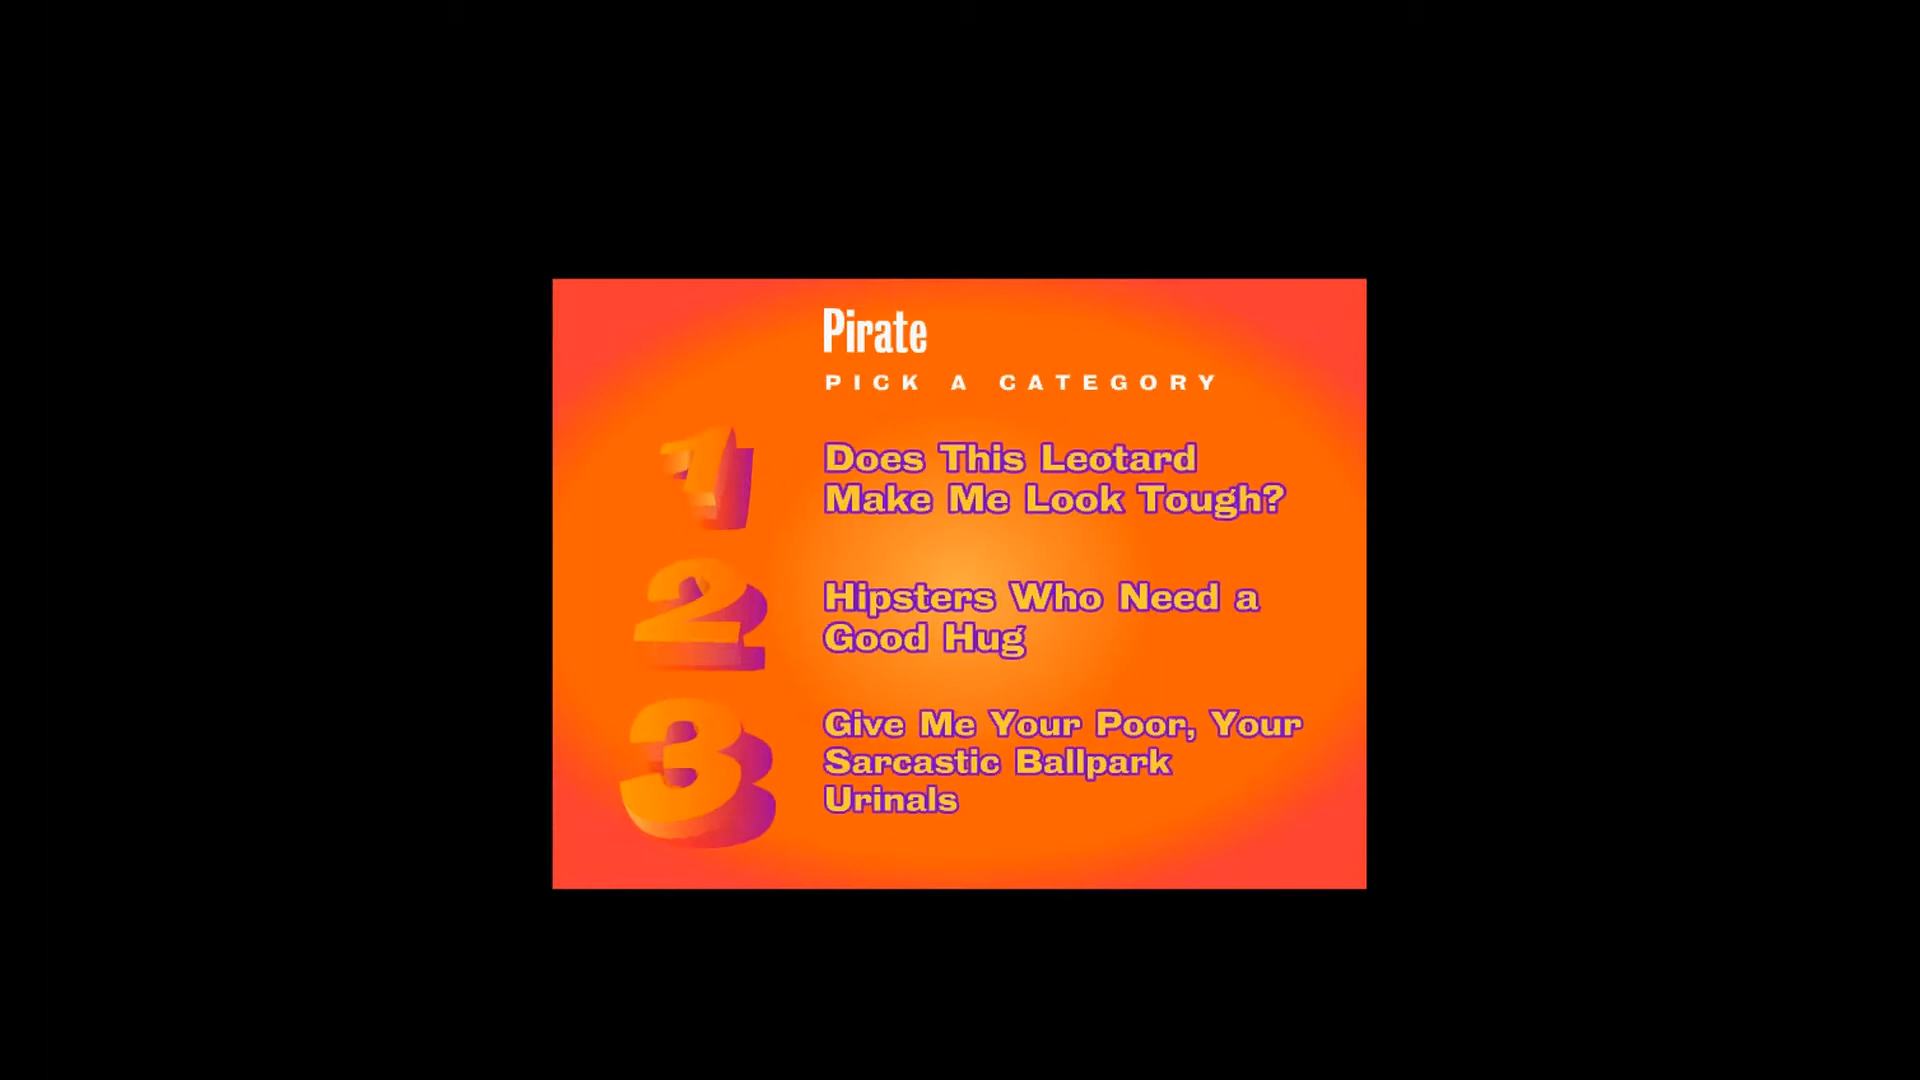 Pirate
PICK A CATEGORY
1
Does This Leotard
Make Me Look Tough?
2
Hipsters Who Need a
Good Hug
3
Give Me Your Poor, Your
Sarcastic Ballpark
Urinals